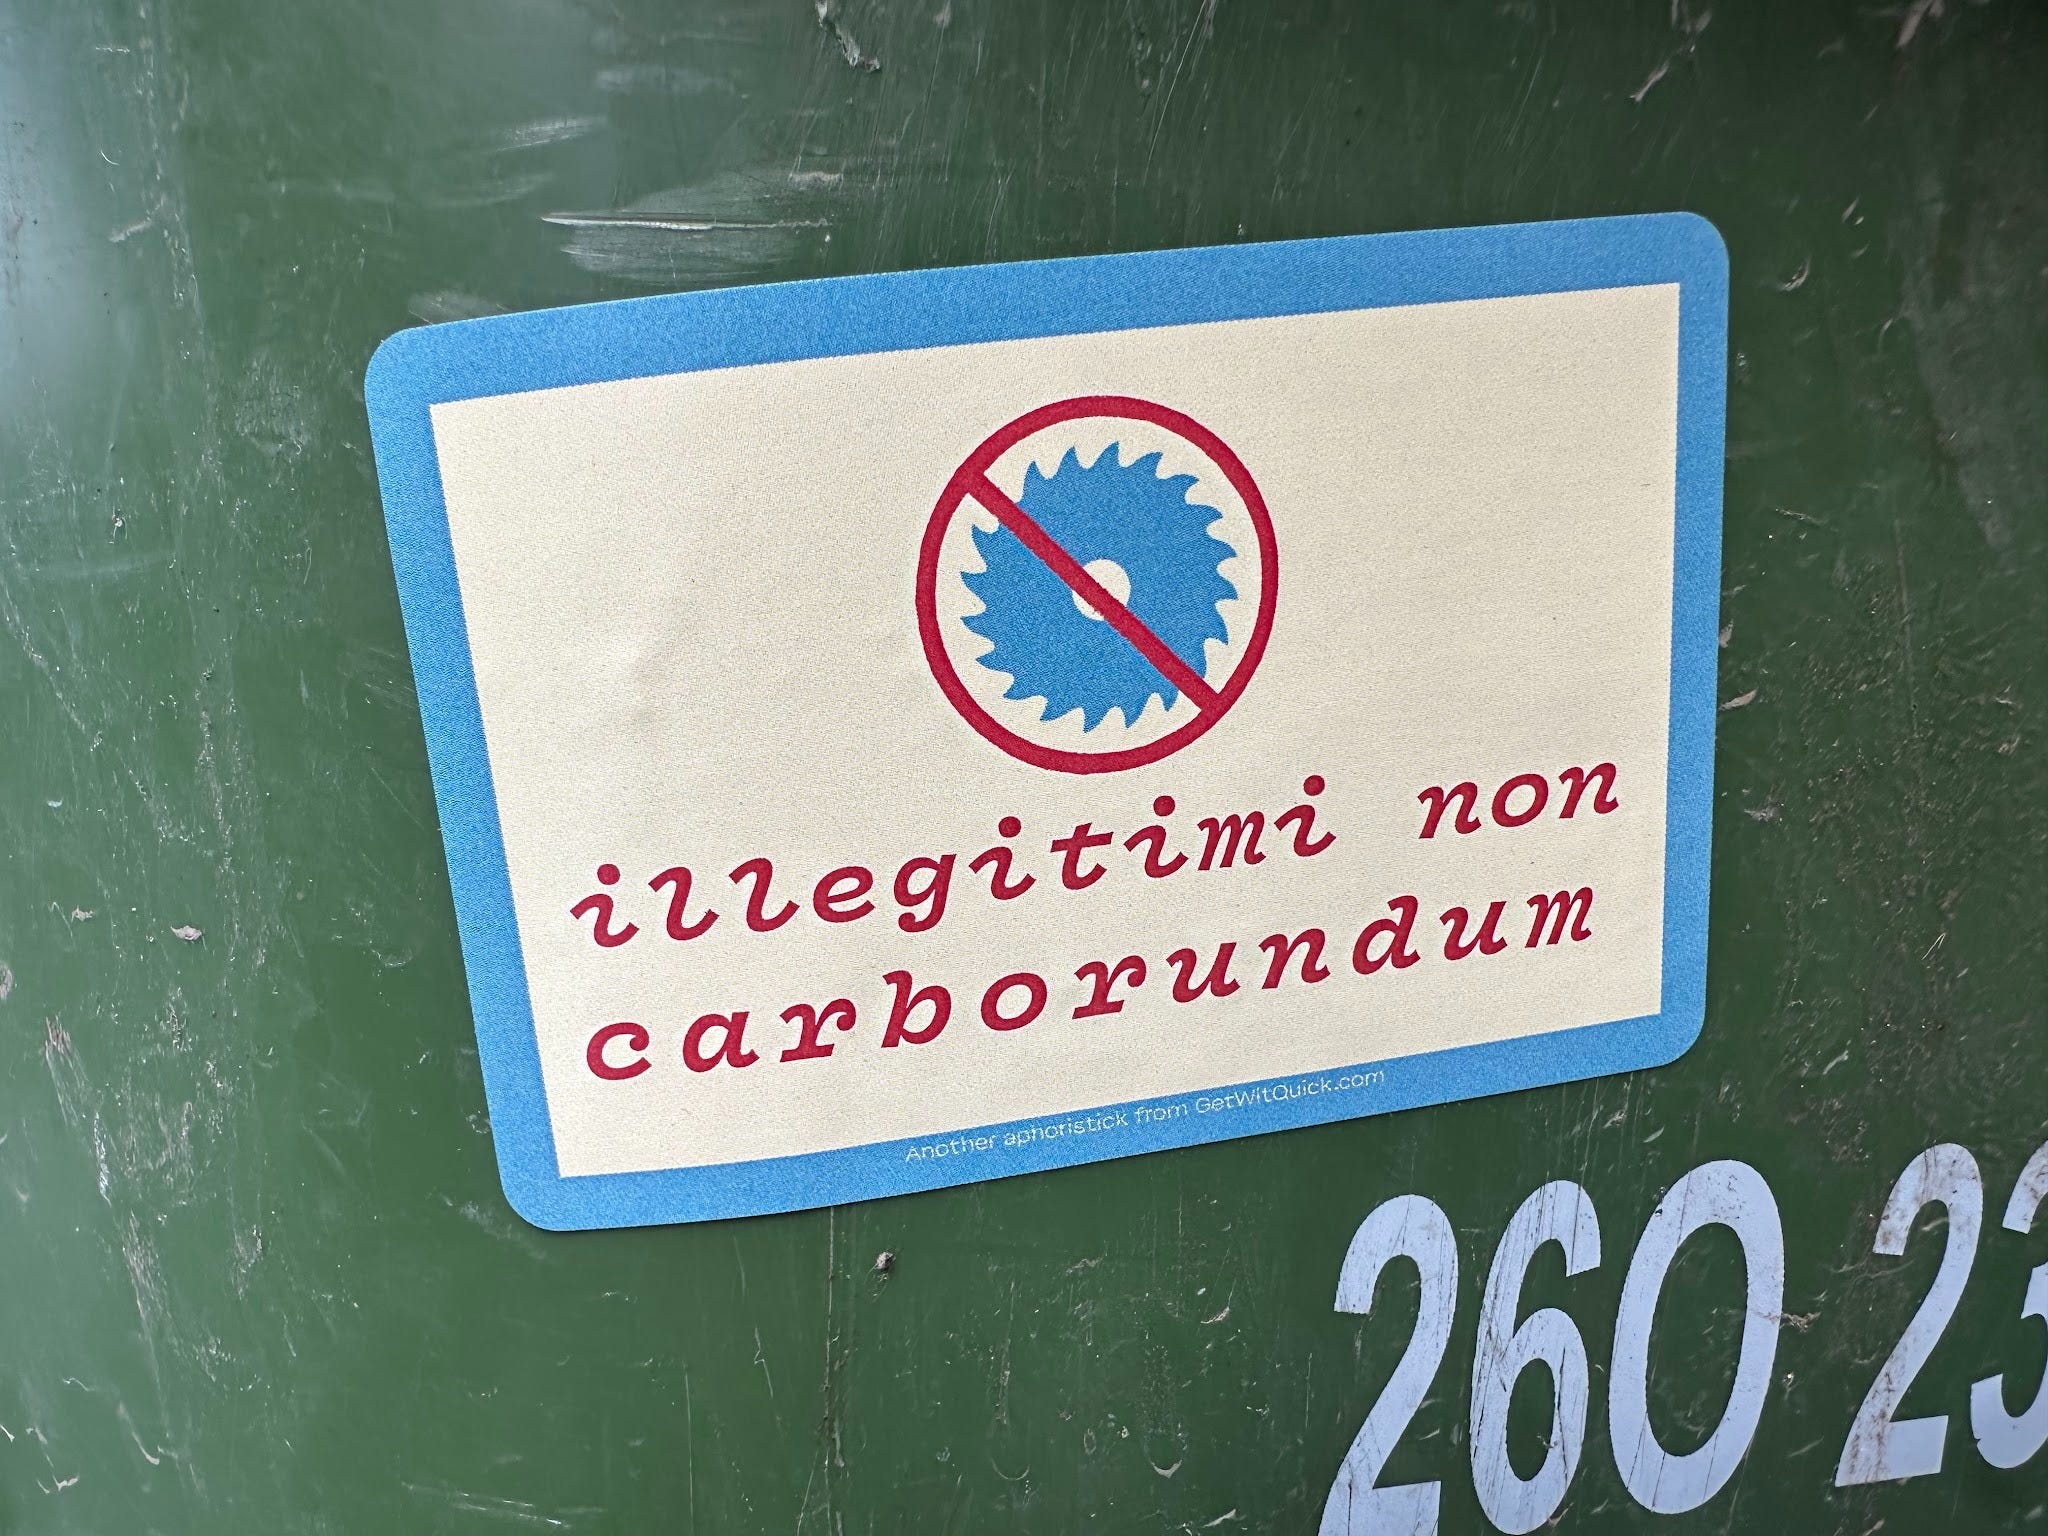 illegitimi non
carborundum
Another aphoristick from GetWitQuick.com
260 23